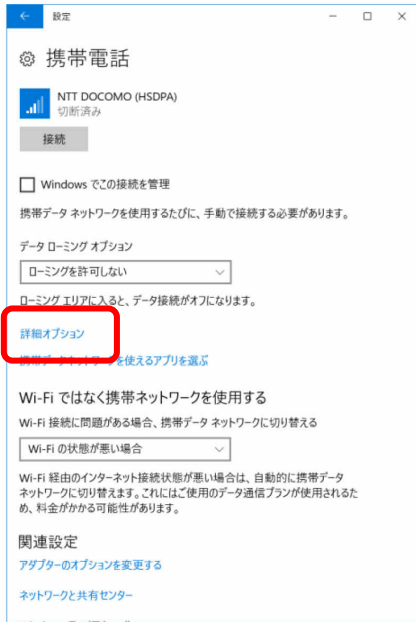 設定
携帯電話
NTT DOCOMO (HSDPA)
切断済み
接続
Windows でこの接続を管理
携帯データ ネットワークを使用するたびに、手動で接続する必要があります。
データ ローミング オプション
ローミングを許可しない
ローミング エリアに入ると、データ接続がオフになります。
詳細オプション
携帯データネットワークを使えるアプリを選ぶ
Wi-Fi ではなく携帯ネットワークを使用する
Wi-Fi 接続に問題がある場合、携帯データ ネットワークに切り替える
Wi-Fi の状態が悪い場合
Wi-Fi 経由のインターネット接続状態が悪い場合は、自動的に携帯データ
ネットワークに切り替えます。これにはご使用のデータ通信プランが使用されるた
め、料金がかかる可能性があります。
関連設定
アダプターのオプションを変更する
ネットワークと共有センター